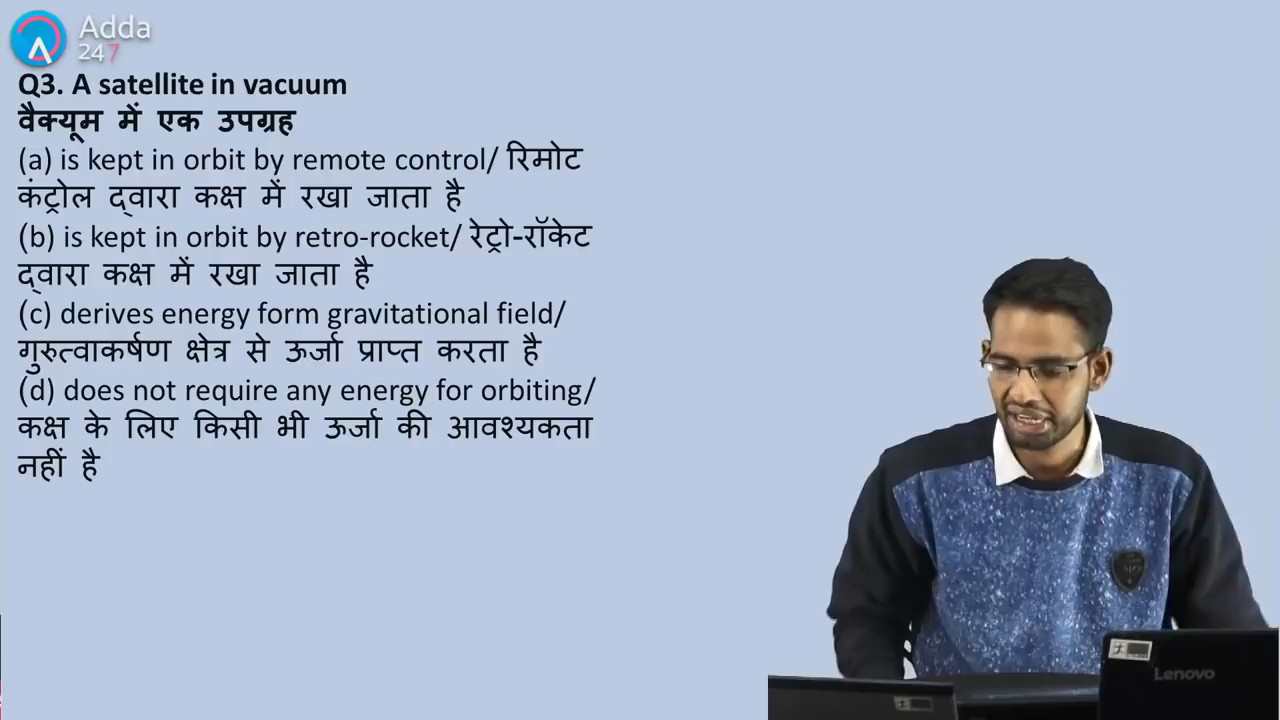 Adda
247
Q3. A satellite in vacuum
वैक्यूम में एक उपग्रह
(a) is kept in orbit by remote control/ रिमोट
कंट्रोल द्वारा कक्ष में रखा जाता है
(b) is kept in orbit by retro-rocket/ रेट्रो-रॉकेट
द्वारा कक्ष में रखा जाता है
(c) derives energy form gravitational field/
गुरुत्वाकर्षण क्षेत्र से ऊर्जा प्राप्त करता है
(d) does not require any energy for orbiting/
कक्ष के लिए किसी भी ऊर्जा की आवश्यकता
नहीं है
Lenovo